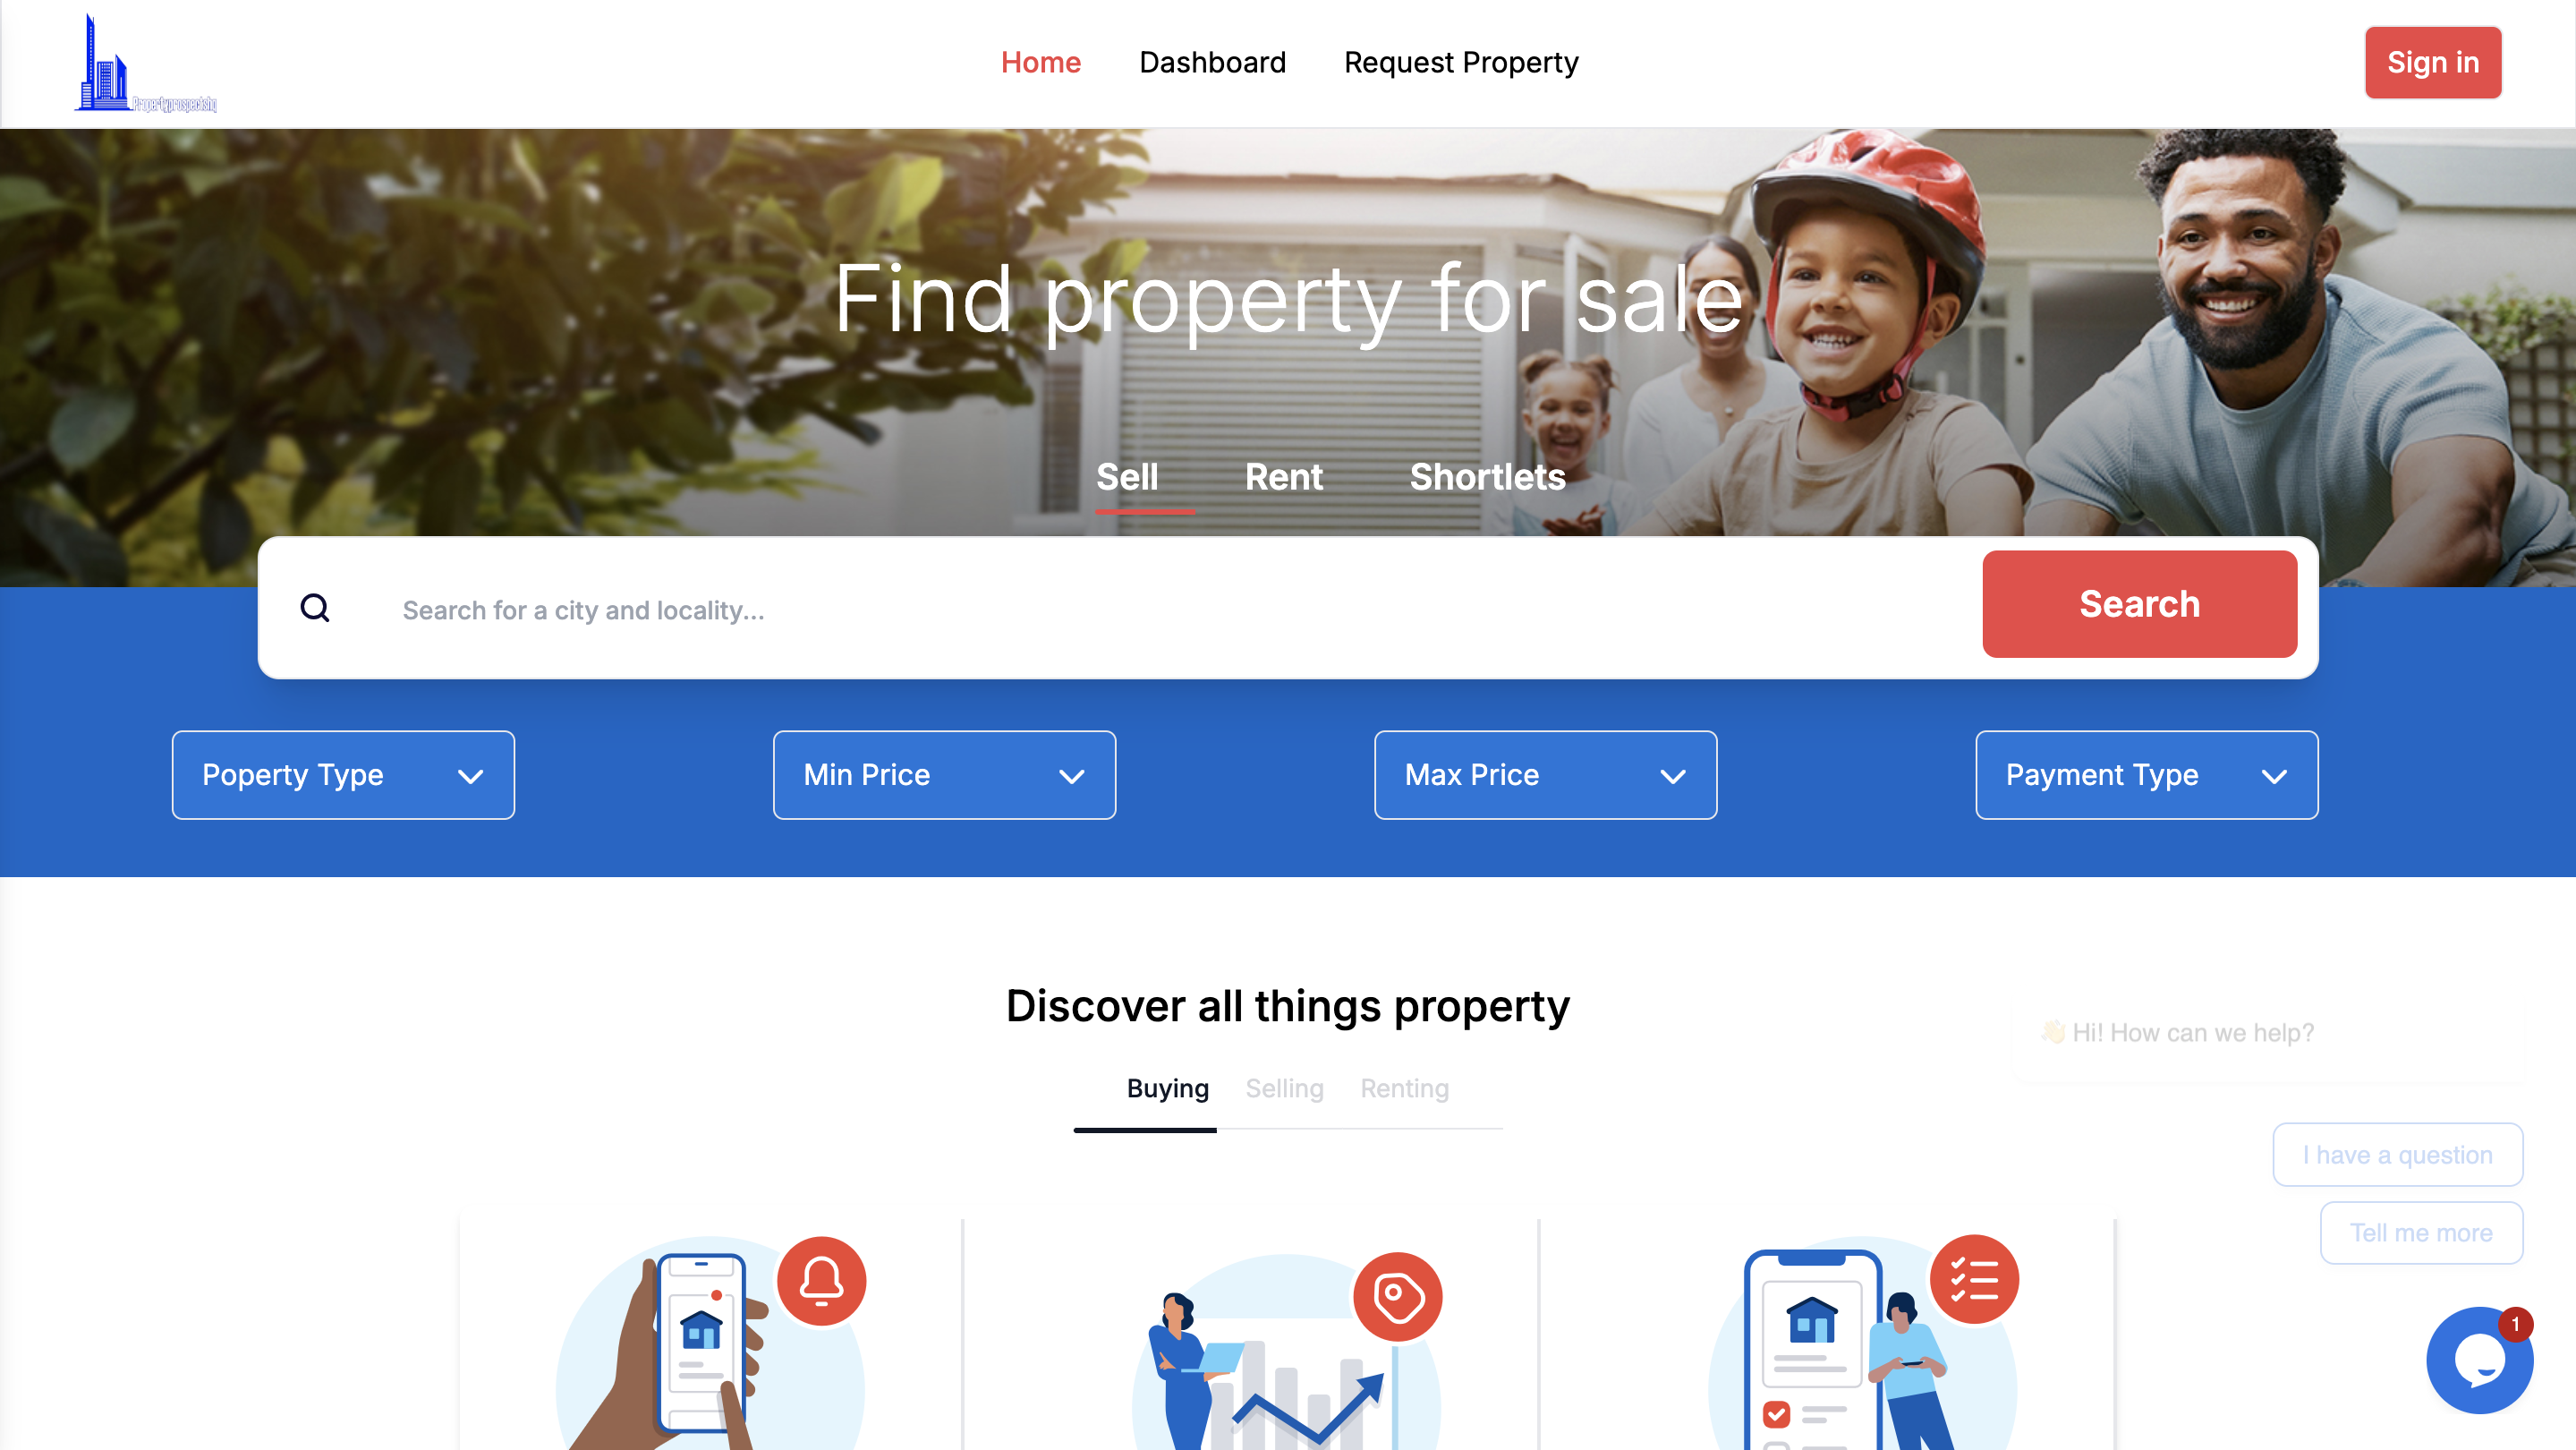 Propertyprospectshq
Home Dashboard Request Property
Sign in
Find property for sale
Sell Rent Shortlets
Search for a city and locality...
Search
Poperty Type Min Price Max Price Payment Type
Discover all things property
Buying Selling Renting
👋 Hi! How can we help?
I have a question
Tell me more
1